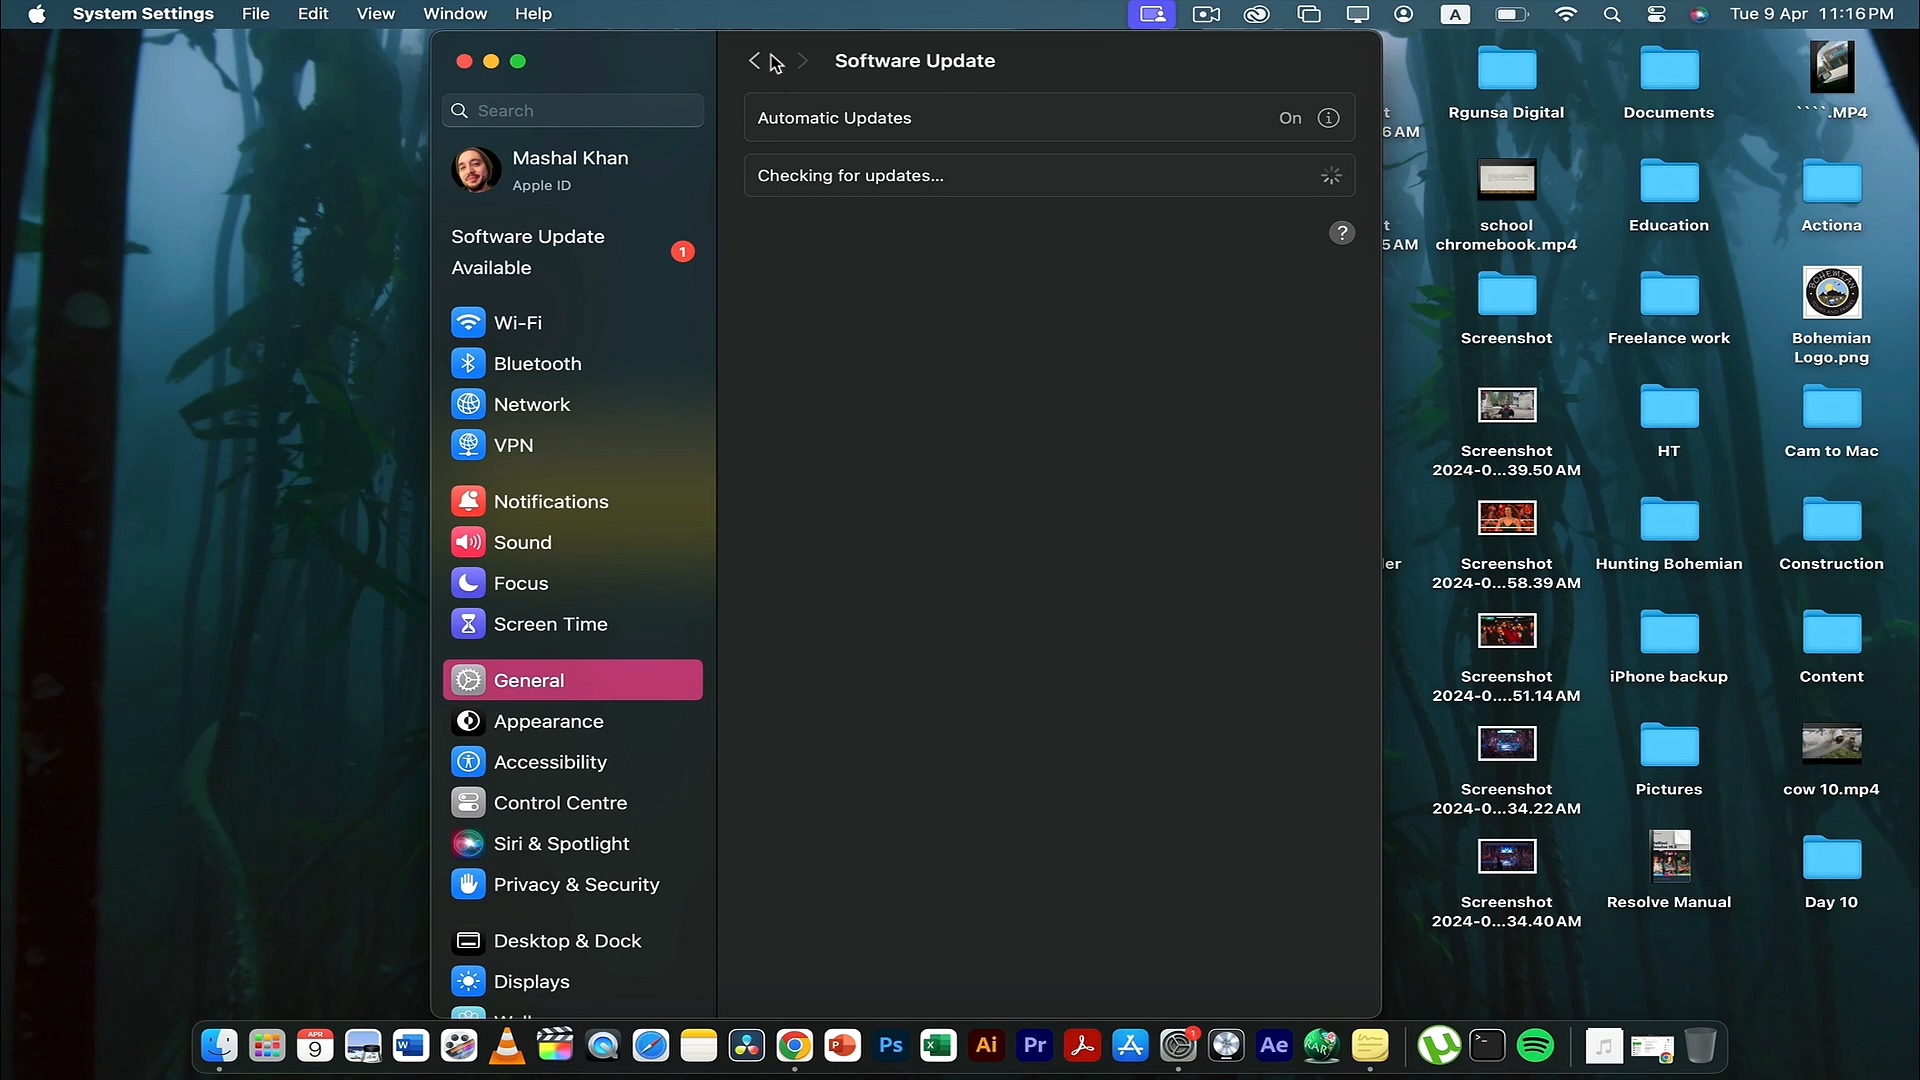 System Settings File Edit View Window Help
A Tue 9 Apr 11:16 PM
Search
Mashal Khan
Apple ID
Software Update
Available
1
Wi-Fi
Bluetooth
Network
VPN
Notifications
Sound
Focus
Screen Time
General
Appearance
Accessibility
Control Centre
Siri & Spotlight
Privacy & Security
Desktop & Dock
Displays
Software Update
Automatic Updates On
Checking for updates...
?
6 AM
5 AM
Rgunsa Digital
Documents
````.MP4
school
chromebook.mp4
Education
Actiona
Screenshot
Freelance work
BOHEMIAN
Bohemian
Logo.png
Screenshot
2024-0...39.50 AM
HT
Cam to Mac
Screenshot
2024-0...58.39 AM
Hunting Bohemian
Construction
Screenshot
2024-0....51.14 AM
iPhone backup
Content
Screenshot
2024-0...34.22 AM
Pictures
cow 10.mp4
Screenshot
2024-0...34.40 AM
Resolve Manual
Day 10
APR
9
W
P
Ps
X
Ai
Pr
1
Ae
KAR